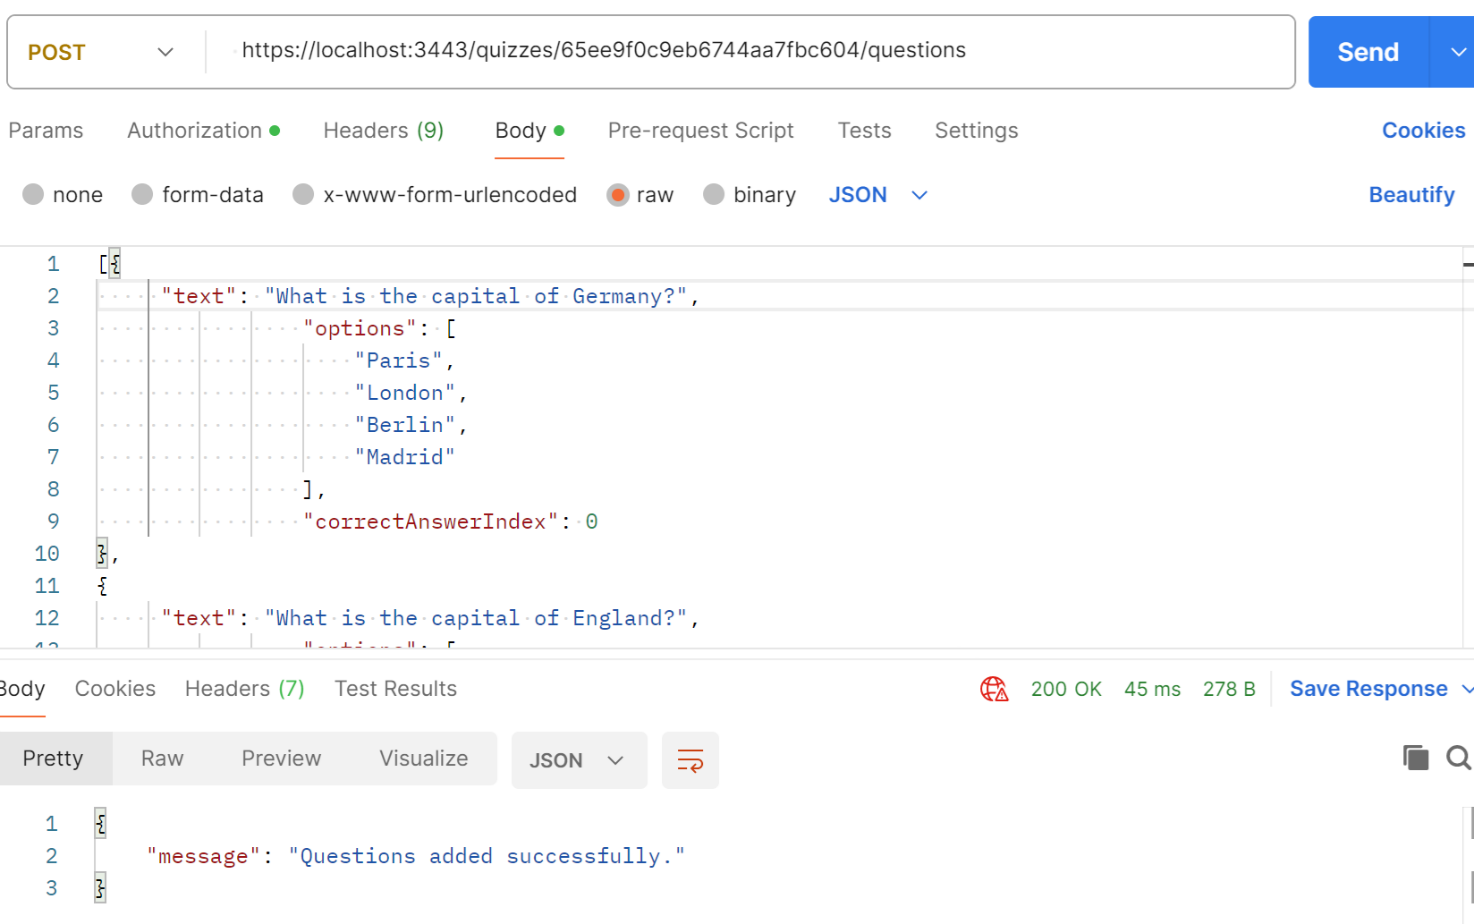 POST https://localhost:3443/quizzes/65ee9f0c9eb6744aa7fbc604/questions Send
Params Authorization Headers (9) Body Pre-request Script Tests Settings Cookies
none form-data x-www-form-urlencoded raw binary JSON Beautify
1 [{
2 "text": "What is the capital of Germany?",
3 "options": [
4 "Paris",
5 "London",
6 "Berlin",
7 "Madrid"
8 ],
9 "correctAnswerIndex": 0
10 },
11 {
12 "text": "What is the capital of England?",
13 "options": [
Body Cookies Headers (7) Test Results 200 OK 45 ms 278 B Save Response
Pretty Raw Preview Visualize JSON
1 {
2 "message": "Questions added successfully."
3 }